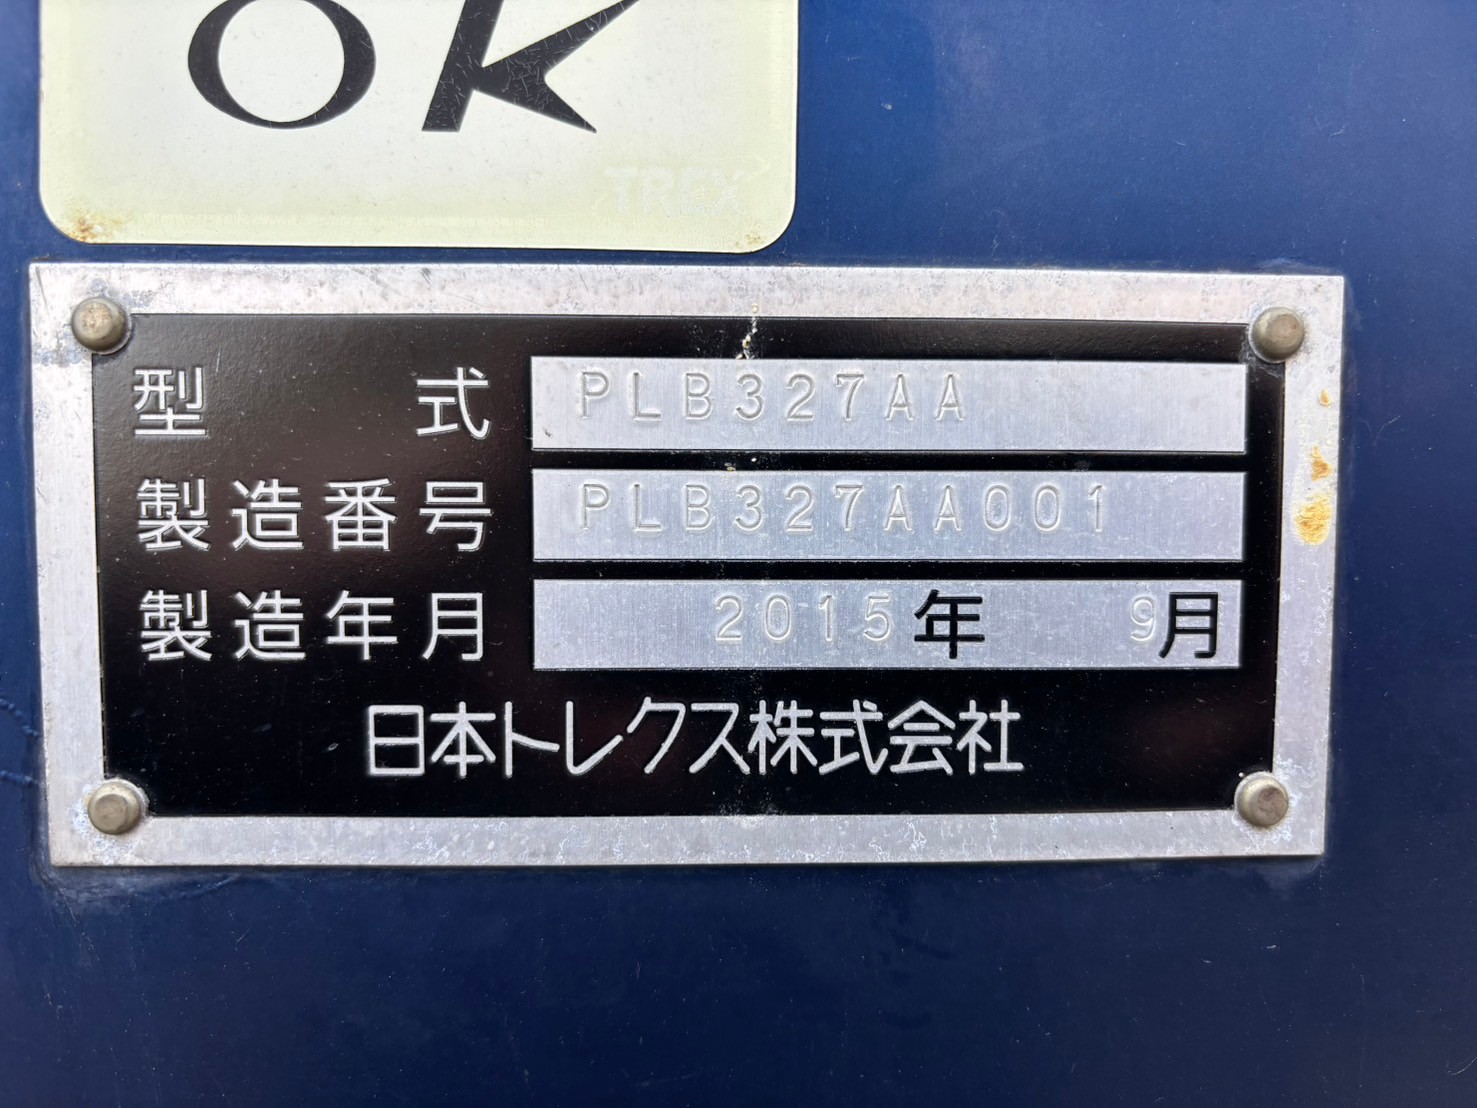 OK
TREX
型式 PLB327AA
製造番号 PLB327AA001
製造年月 2015年 9月
日本トレクス株式会社